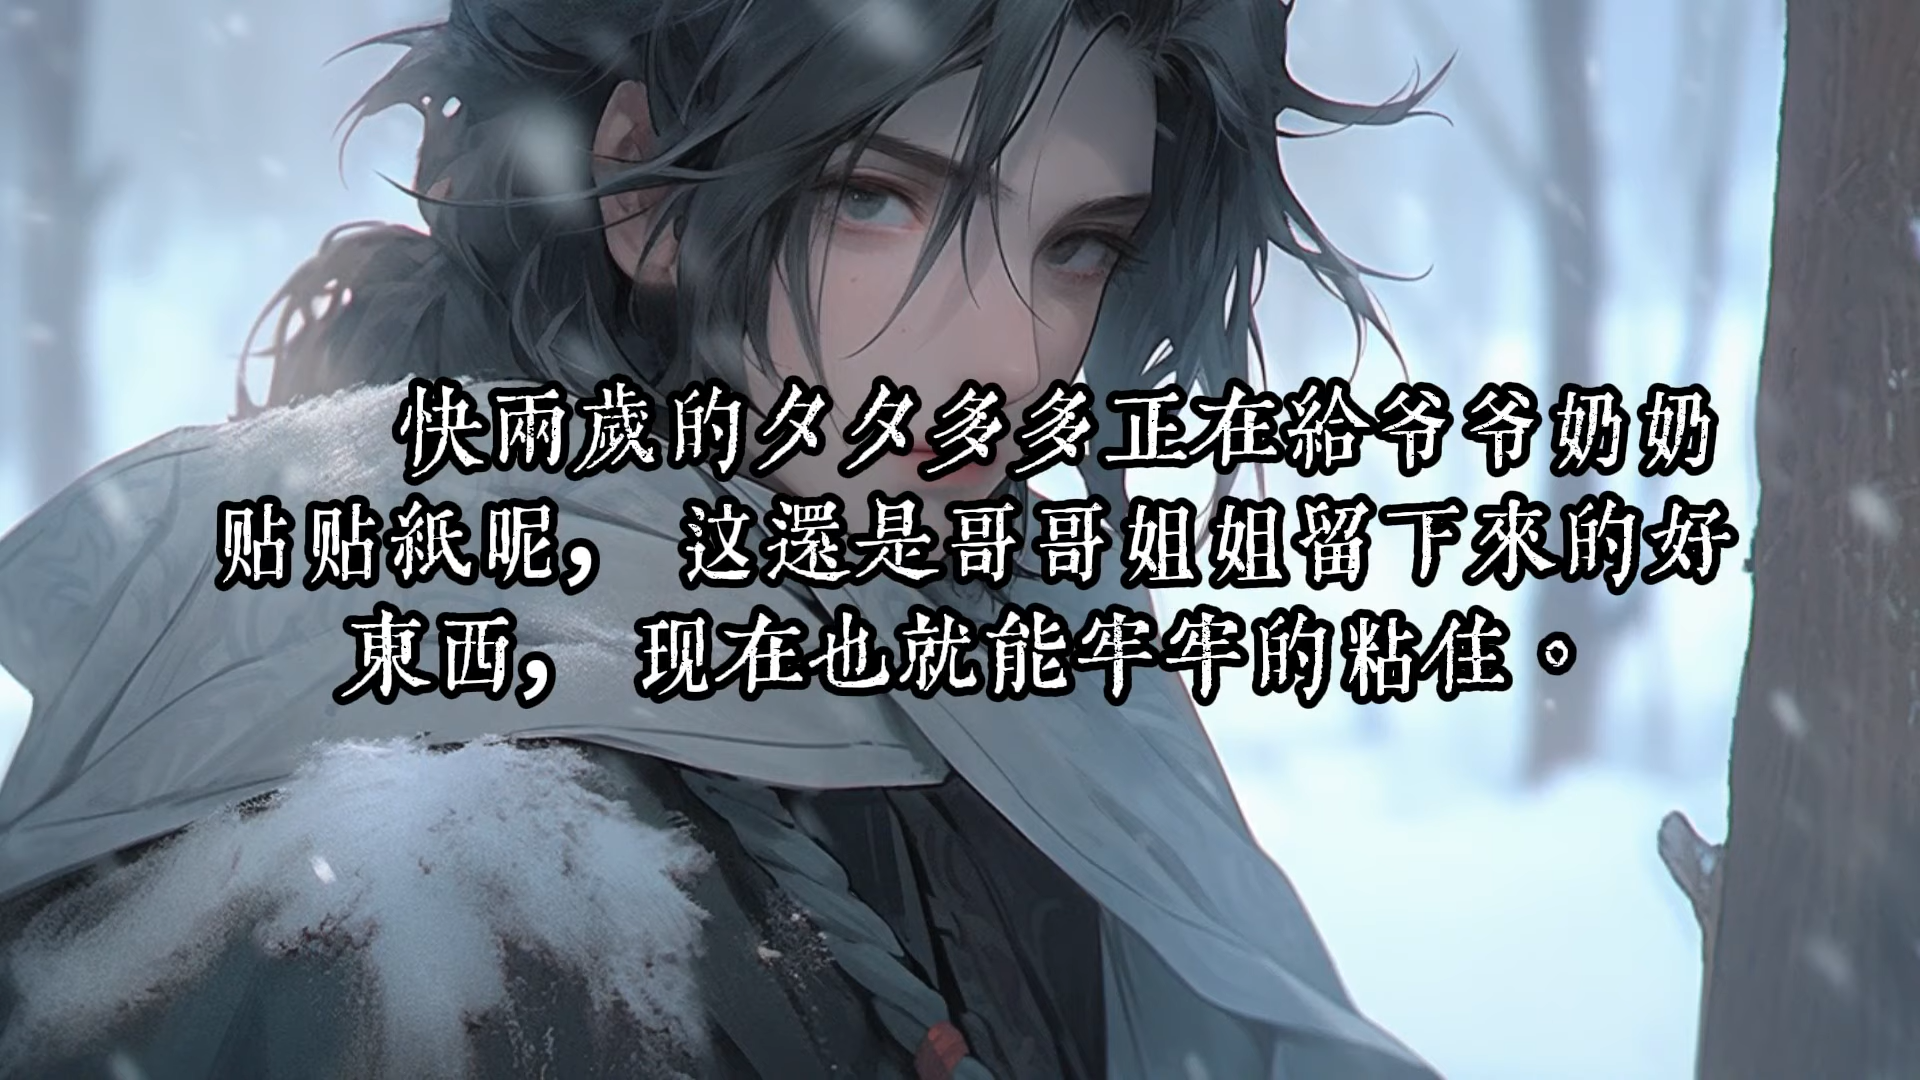 快兩歲的夕夕多多正在給爷爷奶奶
贴贴紙呢，这還是哥哥姐姐留下來的好
東西，现在也就能牢牢的粘住。